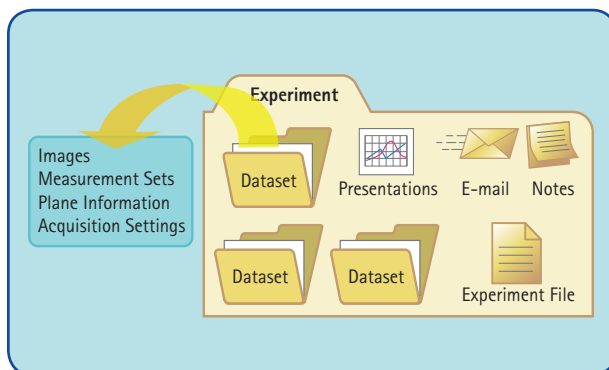 Experiment
Images
Measurement Sets
Plane Information
Acquisition Settings
Dataset
Presentations
E-mail
Notes
Dataset
Dataset
Experiment File